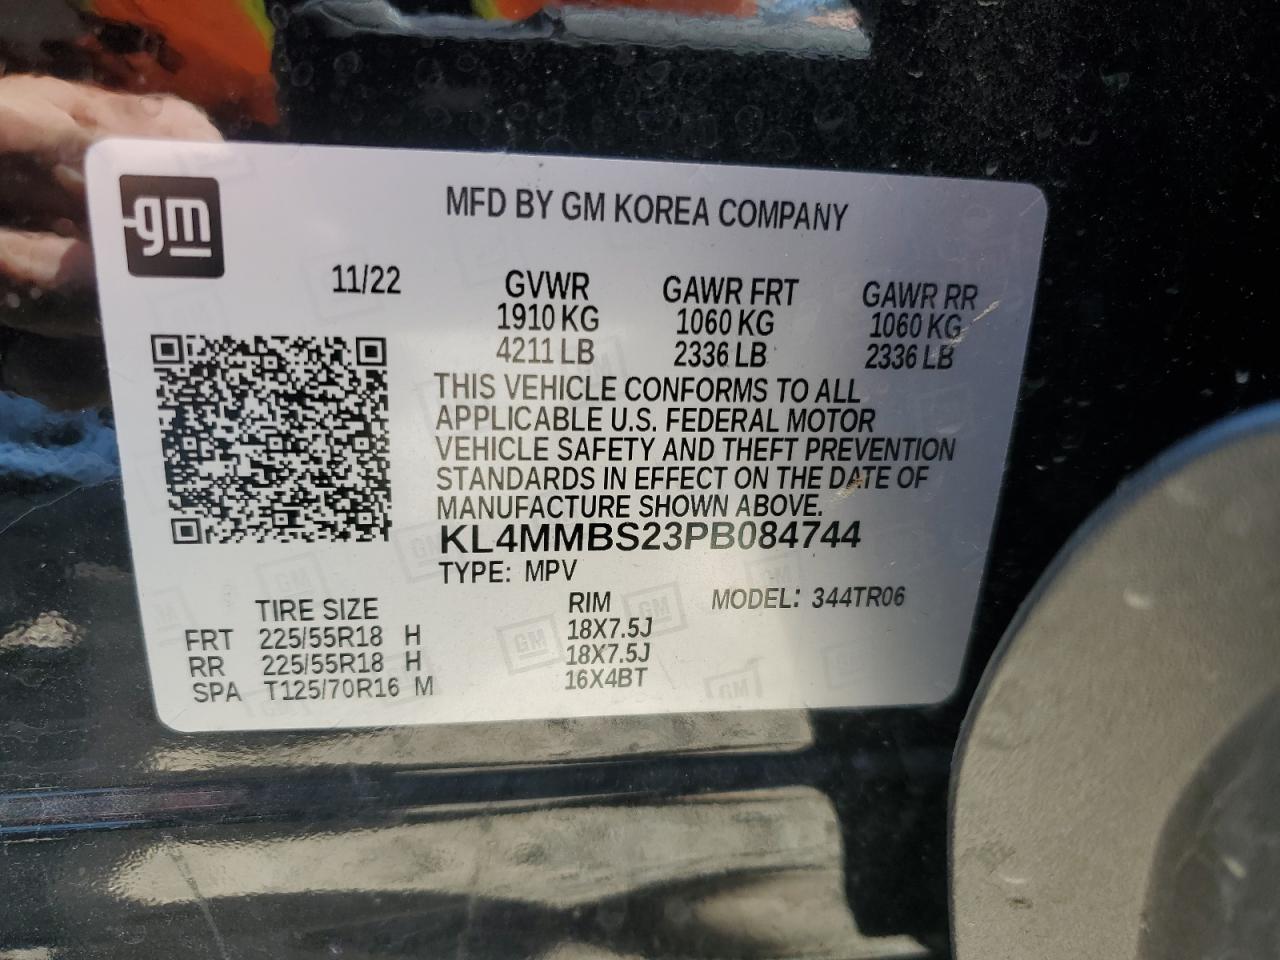 gm
MFD BY GM KOREA COMPANY
11/22
GVWR GAWR FRT GAWR RR
1910 KG 1060 KG 1060 KG
4211 LB 2336 LB 2336 LB
THIS VEHICLE CONFORMS TO ALL
APPLICABLE U.S. FEDERAL MOTOR
VEHICLE SAFETY AND THEFT PREVENTION
STANDARDS IN EFFECT ON THE DATE OF
MANUFACTURE SHOWN ABOVE.
KL4MMBS23PB084744
TYPE: MPV
TIRE SIZE RIM MODEL: 344TR06
FRT 225/55R18 H 18X7.5J
RR 225/55R18 H 18X7.5J
SPA T125/70R16 M 16X4BT
GM
GM
GM